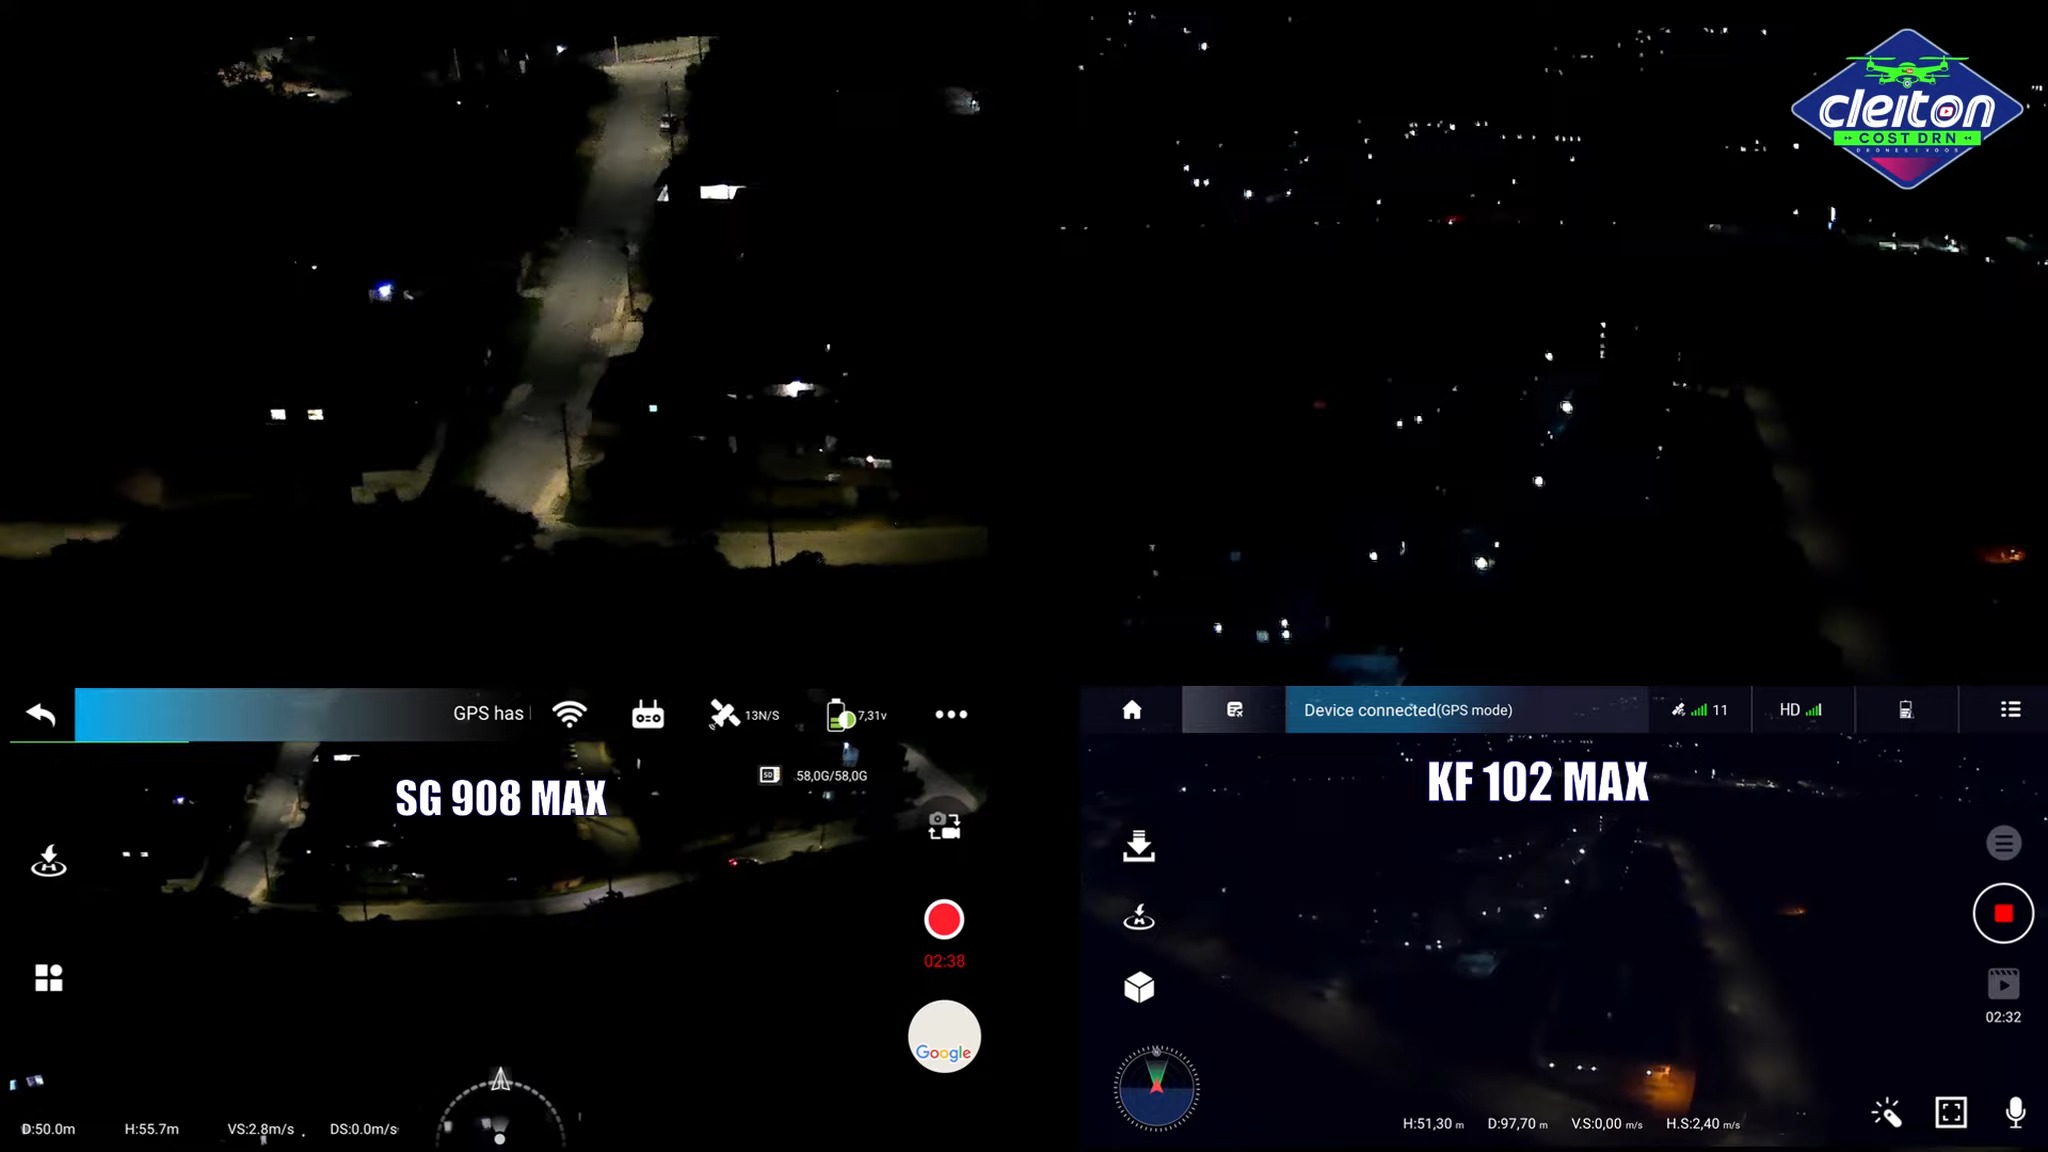 cleiton
COST DRN
DRONES | VOOS
GPS has
13N/S
7,31v
58,0G/58,0G
SG 908 MAX
02:38
Google
D:50.0m
H:55.7m
VS:2.8m/s
DS:0.0m/s
Device connected(GPS mode)
11
HD
KF 102 MAX
02:32
H:51,30 m
D:97,70 m
V.S:0,00 m/s
H.S:2,40 m/s